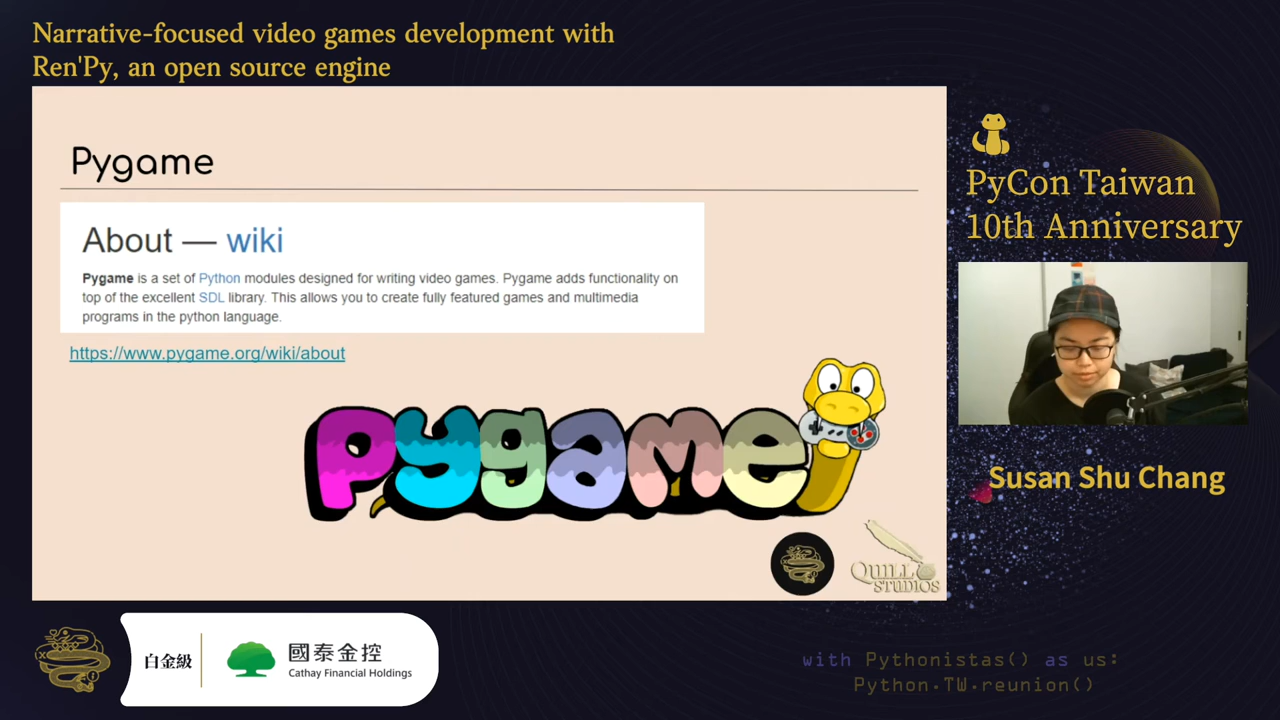 Narrative-focused video games development with
Ren'Py, an open source engine
Pygame
About — wiki
Pygame is a set of Python modules designed for writing video games. Pygame adds functionality on
top of the excellent SDL library. This allows you to create fully featured games and multimedia
programs in the python language.
https://www.pygame.org/wiki/about
pygame
QUILL
STUDIOS
PyCon Taiwan
10th Anniversary
Susan Shu Chang
白金級
國泰金控
Cathay Financial Holdings
with Pythonistas() as us:
Python.TW.reunion()